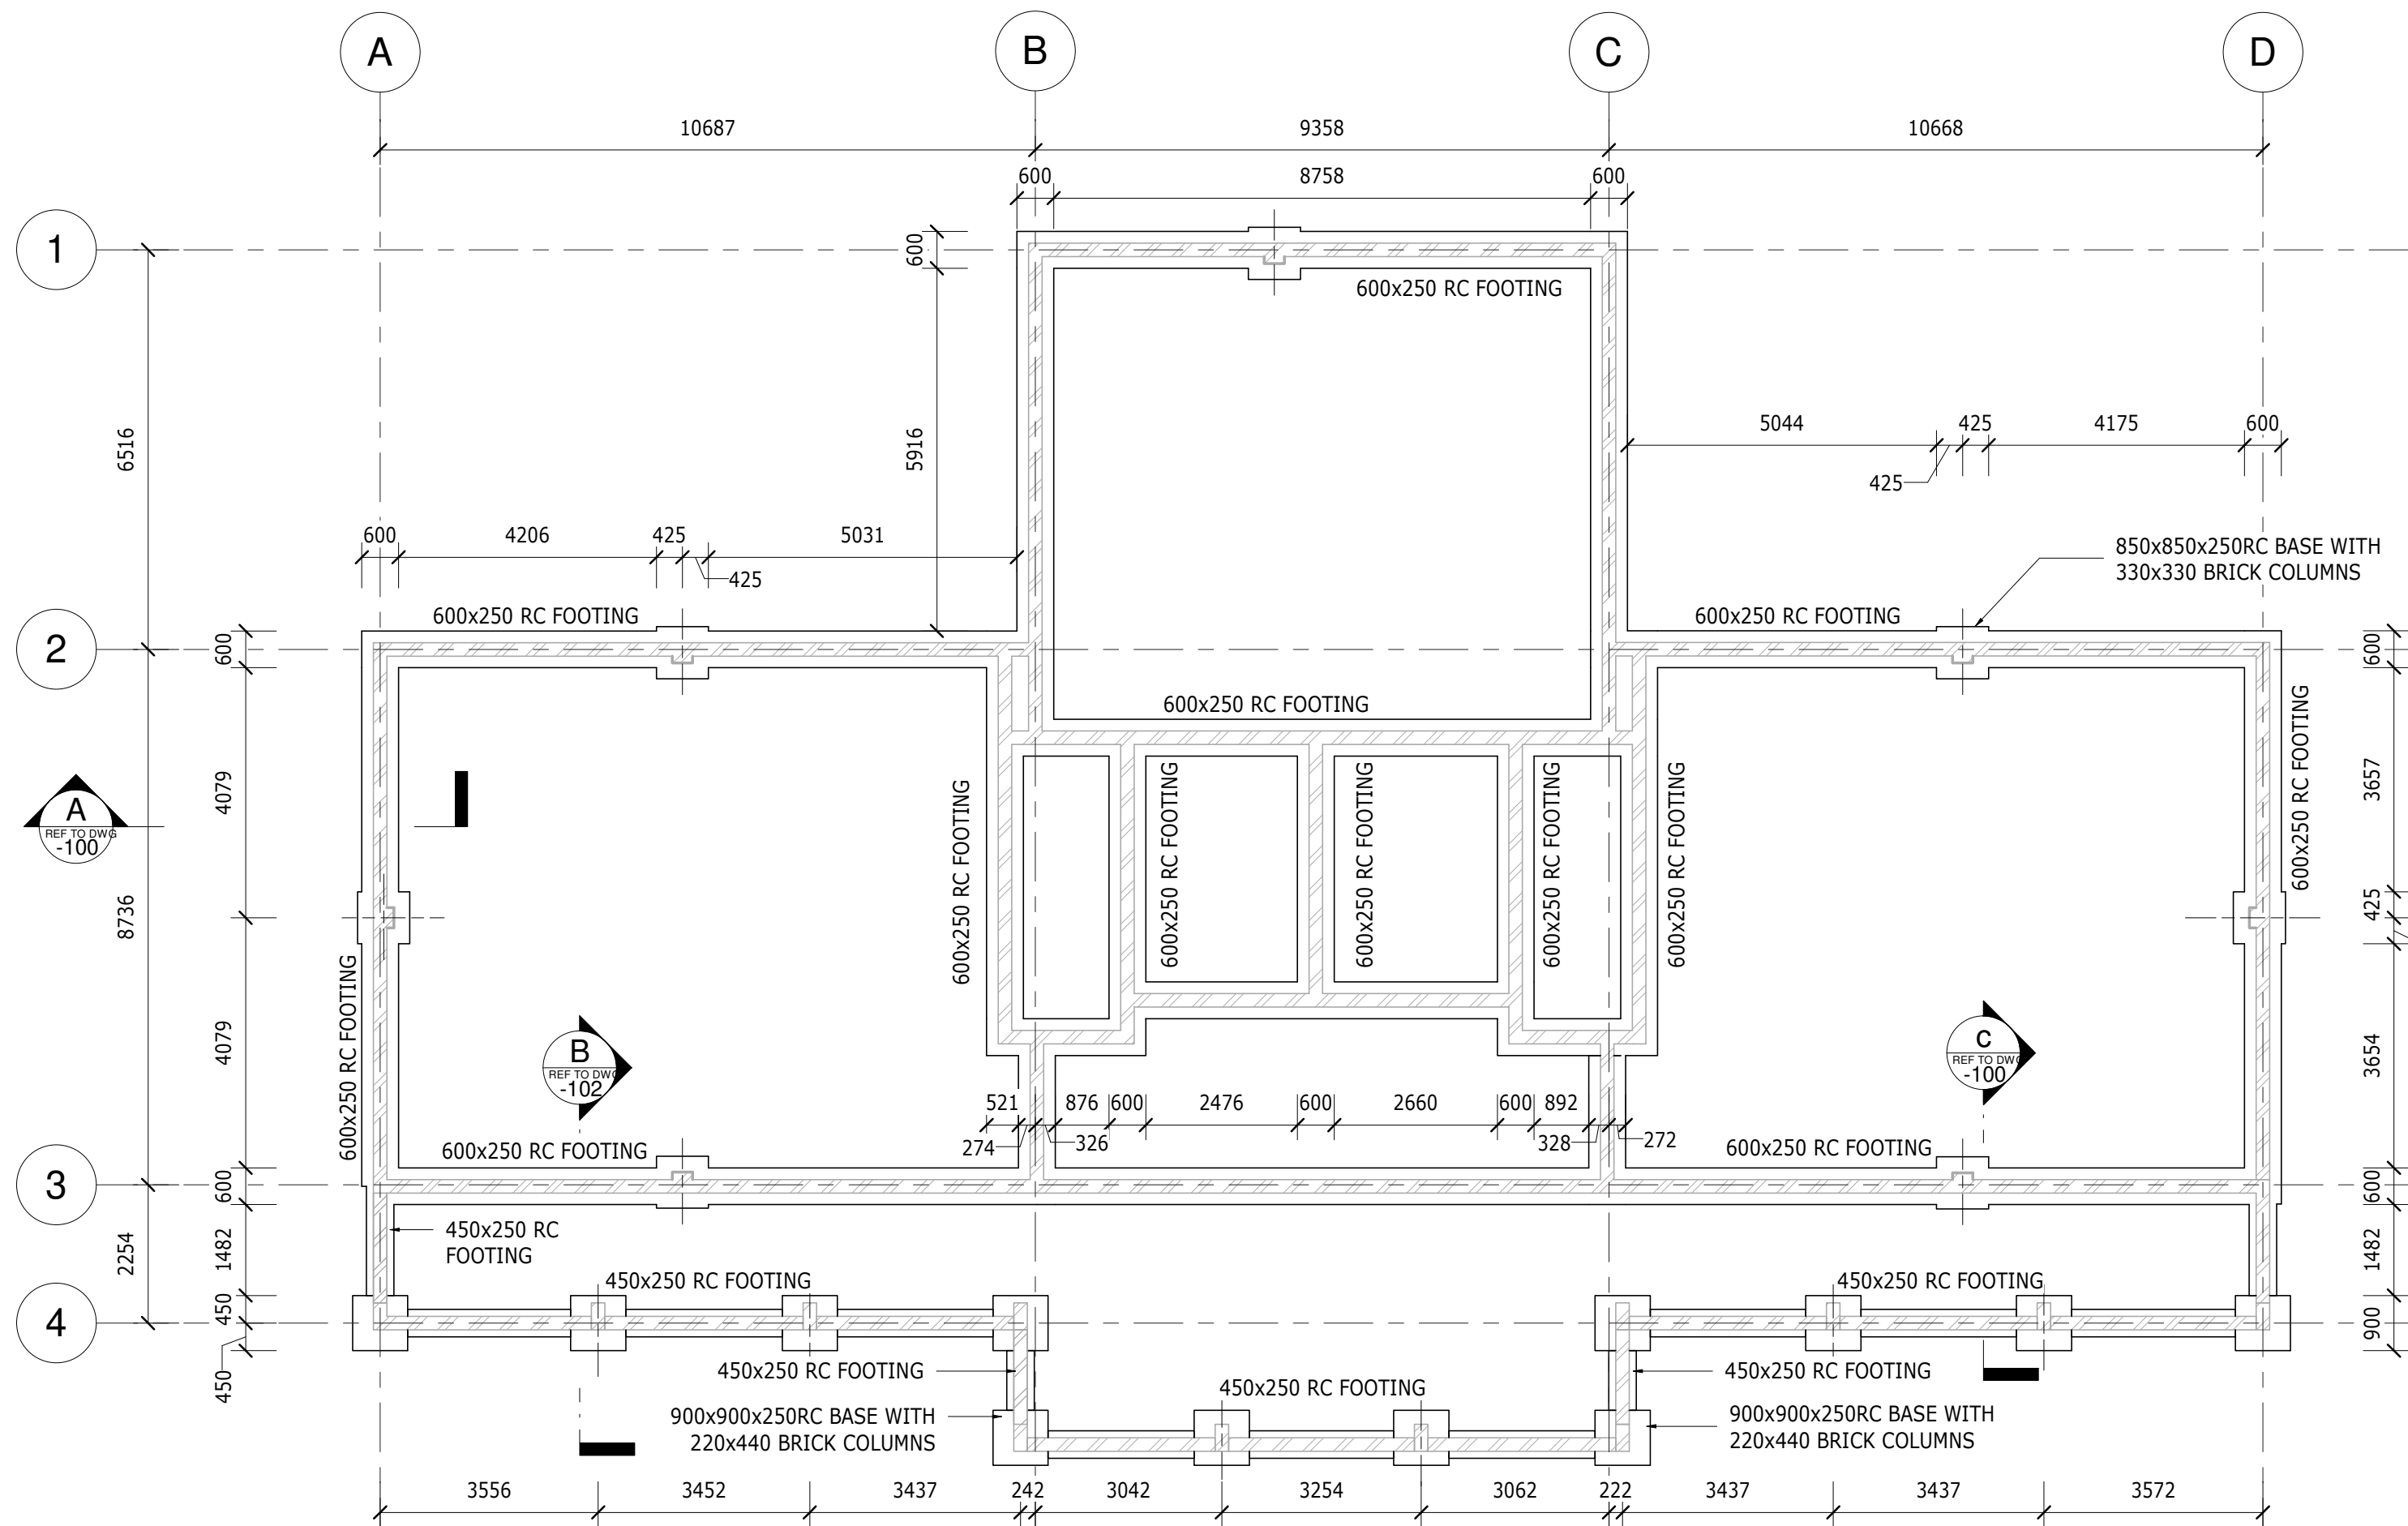 A B C D
10687 9358 10668
600 8758 600
1
600
600x250 RC FOOTING
6516
5916
5044 425 4175 600
425
600 4206 425 5031
425
850x850x250RC BASE WITH
330x330 BRICK COLUMNS
600x250 RC FOOTING
600x250 RC FOOTING
2
600
600
600x250 RC FOOTING
600x250 RC FOOTING
4079
3657
A
REF TO DWG
-100
600x250 RC FOOTING
600x250 RC FOOTING
600x250 RC FOOTING
600x250 RC FOOTING
600x250 RC FOOTING
8736
425
600x250 RC FOOTING
4079
3654
B
REF TO DWG
-102
c
REF TO DWG
-100
521 876 600 2476 600 2660 600 892
274 326 328 272
600x250 RC FOOTING
600x250 RC FOOTING
3
600
600
450x250 RC
FOOTING
2254
1482
1482
450x250 RC FOOTING
450x250 RC FOOTING
4
450
900
450
450x250 RC FOOTING
450x250 RC FOOTING
450x250 RC FOOTING
900x900x250RC BASE WITH
220x440 BRICK COLUMNS
900x900x250RC BASE WITH
220x440 BRICK COLUMNS
3556 3452 3437 242 3042 3254 3062 222 3437 3437 3572